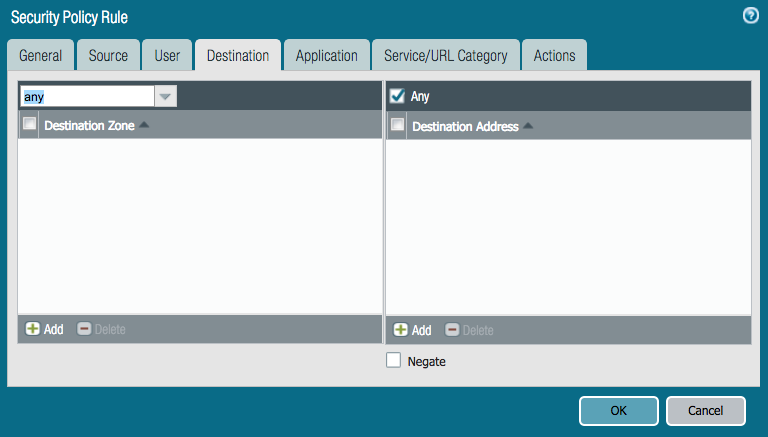 Security Policy Rule
General Source User Destination Application Service/URL Category Actions
any Any
Destination Zone Destination Address
Add Delete Add Delete
Negate
OK Cancel